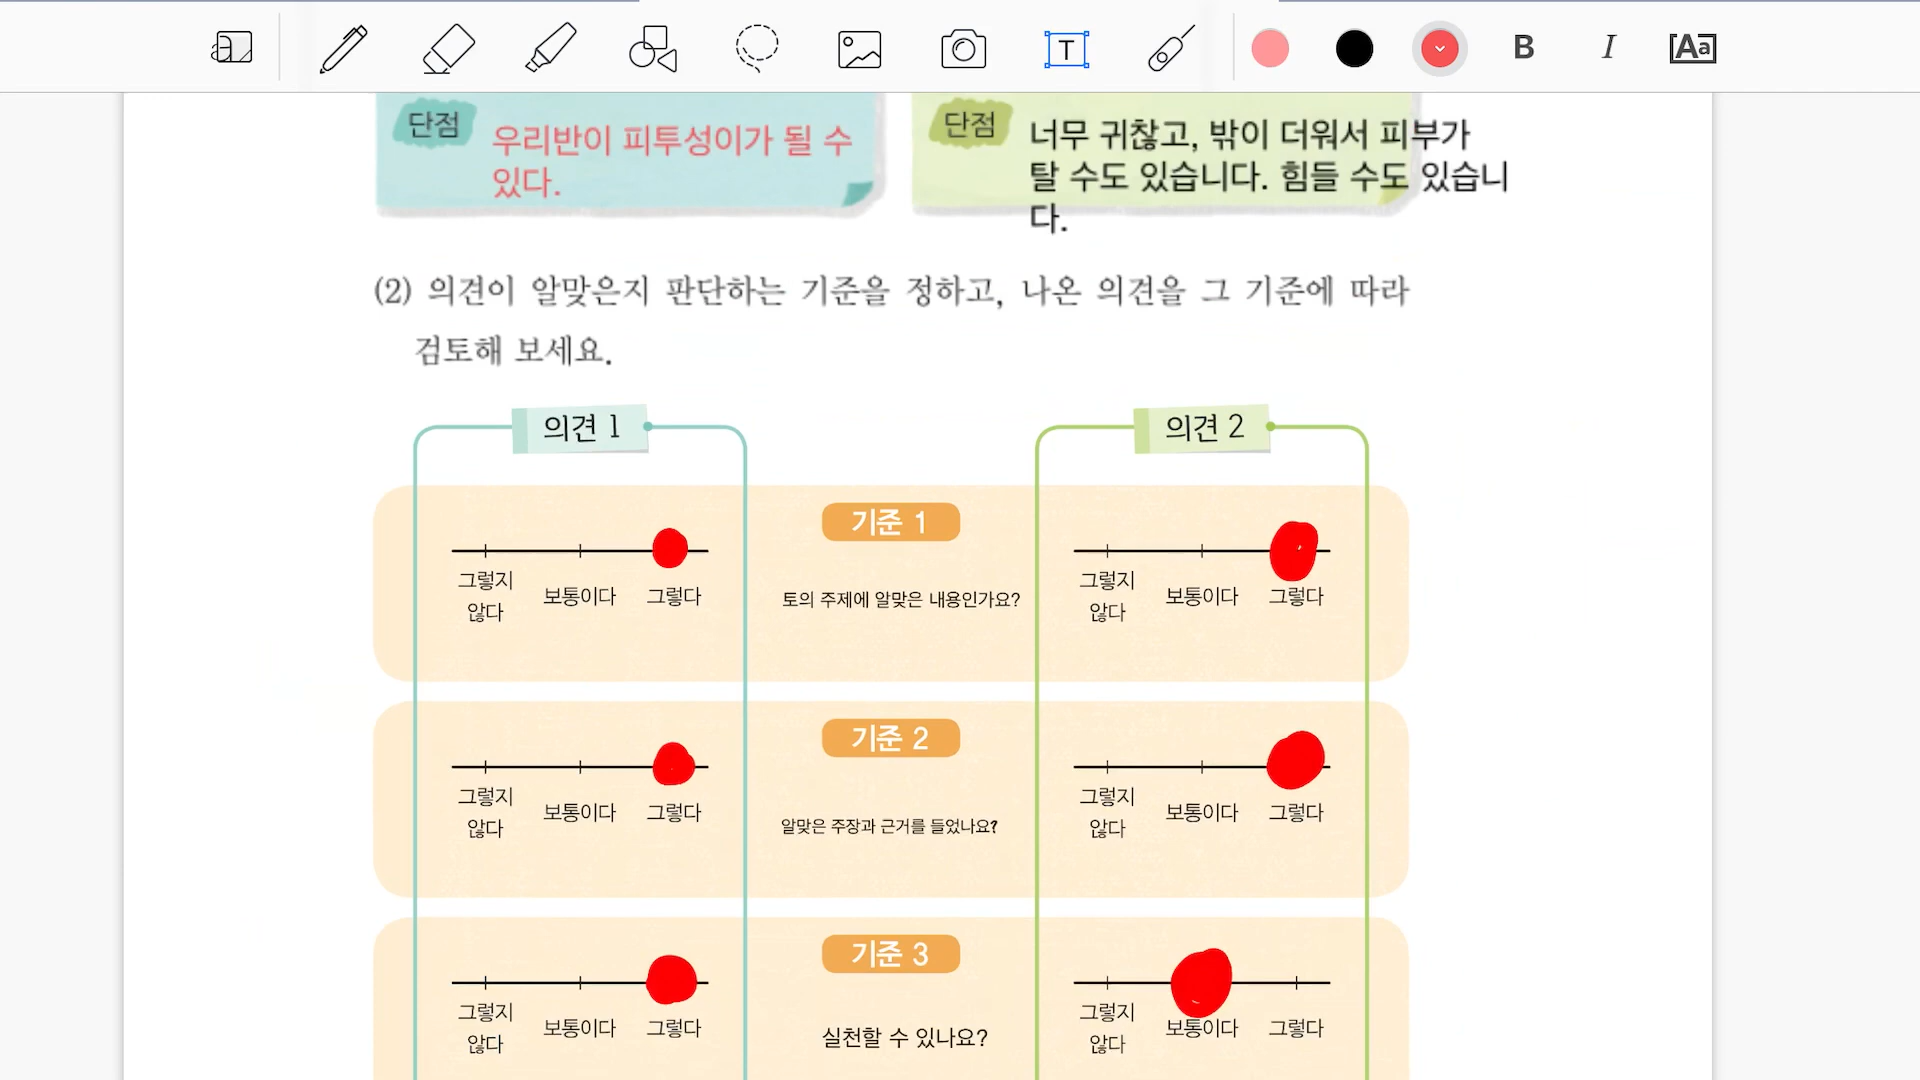 단점
우리반이 피투성이가 될 수
있다.
단점
너무 귀찮고, 밖이 더워서 피부가
탈 수도 있습니다. 힘들 수도 있습니
다.
(2) 의견이 알맞은지 판단하는 기준을 정하고, 나온 의견을 그 기준에 따라
검토해 보세요.
의견 1
의견 2
기준 1
그렇지
않다
보통이다
그렇다
토의 주제에 알맞은 내용인가요?
그렇지
않다
보통이다
그렇다
기준 2
그렇지
않다
보통이다
그렇다
알맞은 주장과 근거를 들었나요?
그렇지
않다
보통이다
그렇다
기준 3
그렇지
않다
보통이다
그렇다
실천할 수 있나요?
그렇지
않다
보통이다
그렇다
T
B
I
Aa
a